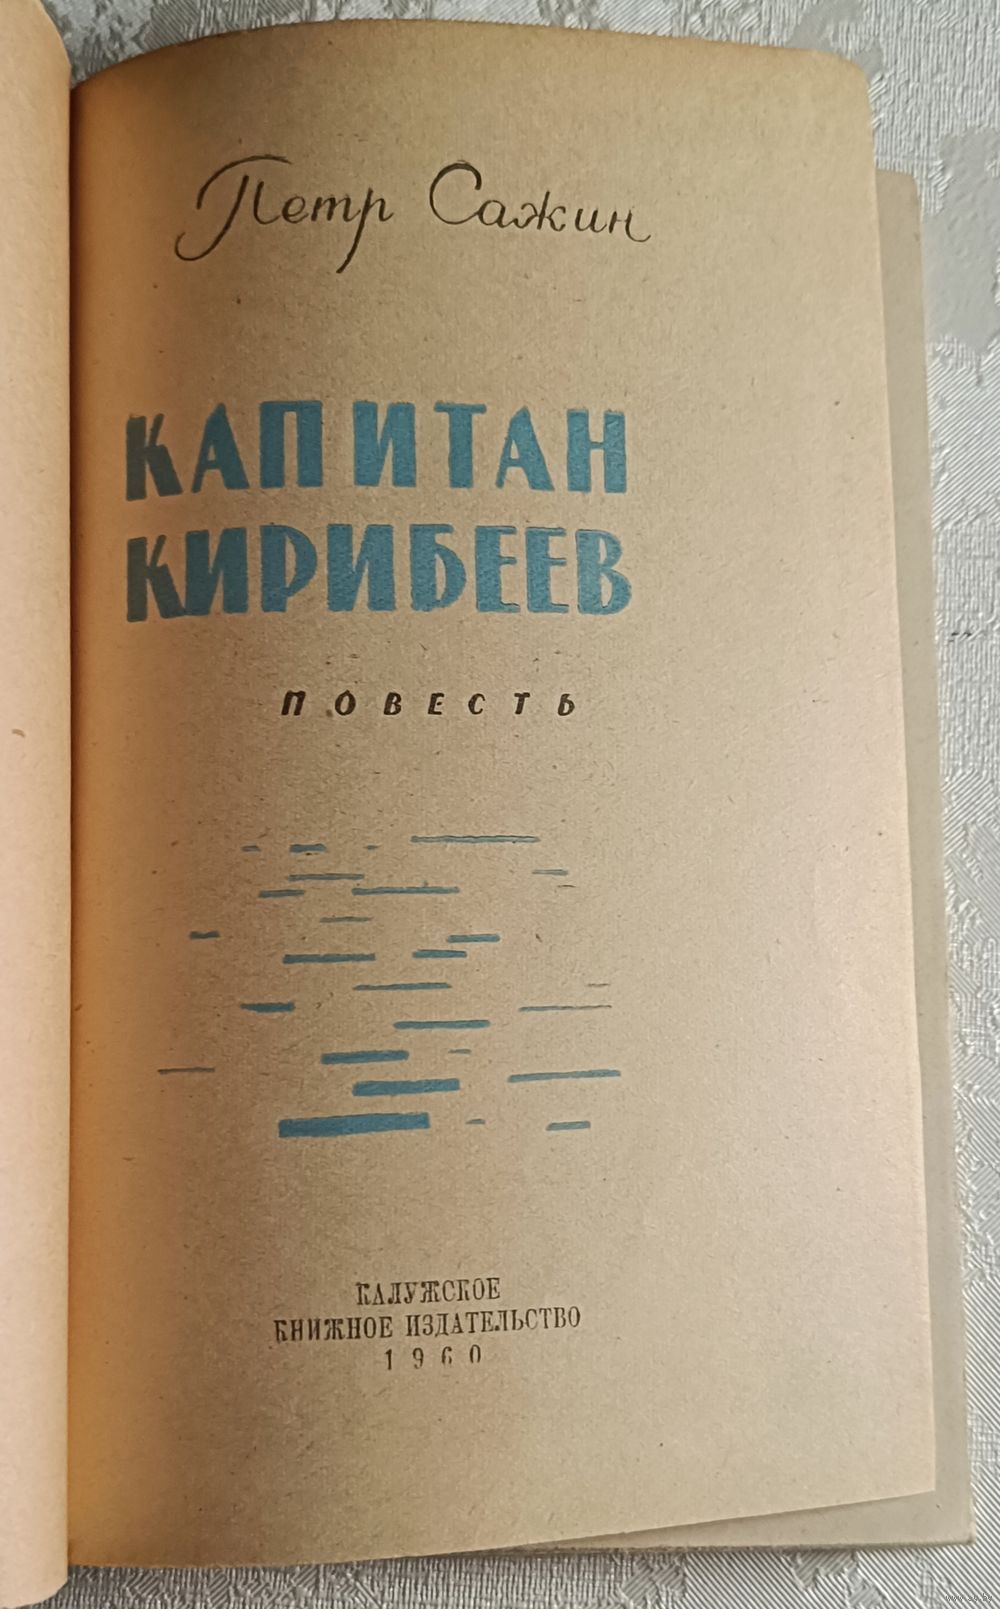 Петр Сажин
КАПИТАН
КИРИБЕЕВ
ПОВЕСТЬ
КАЛУЖСКОЕ
КНИЖНОЕ ИЗДАТЕЛЬСТВО
1960